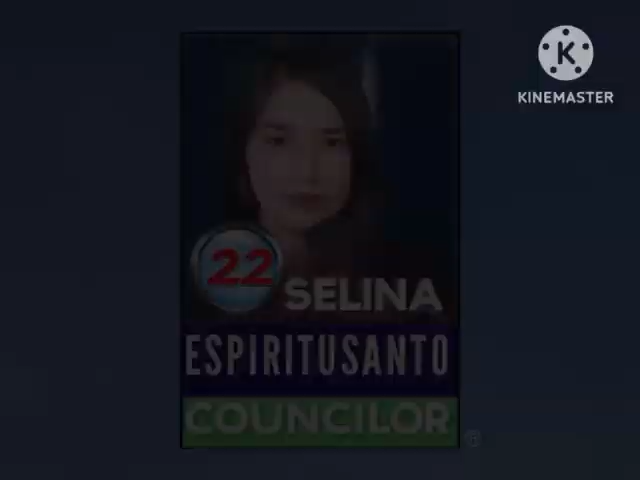 KINEMASTER
22
SELINA
ESPIRITUSANTO
COUNCILOR